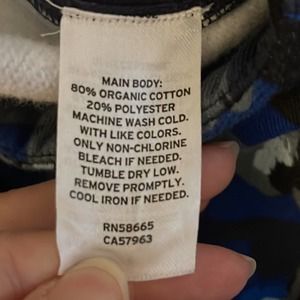 MAIN BODY:
80% ORGANIC COTTON
20% POLYESTER
MACHINE WASH COLD.
WITH LIKE COLORS.
ONLY NON-CHLORINE
BLEACH IF NEEDED.
TUMBLE DRY LOW.
REMOVE PROMPTLY.
COOL IRON IF NEEDED.
RN58665
CA57963